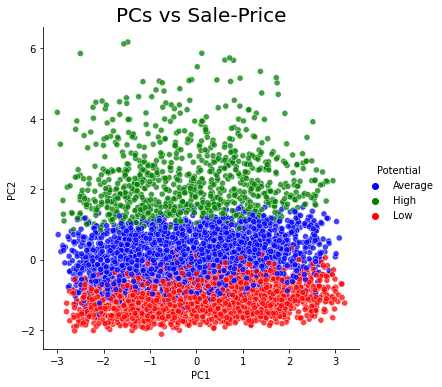 PCs vs Sale-Price
6
4
2
0
−2
PC2
−3
−2
−1
0
1
2
3
PC1
Potential
Average
High
Low